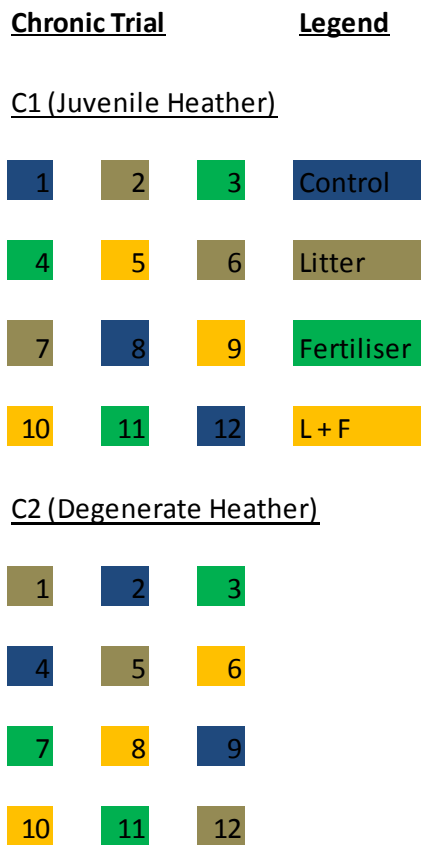 Chronic Trial Legend
C1 (Juvenile Heather)
1 2 3 Control
4 5 6 Litter
7 8 9 Fertiliser
10 11 12 L + F
C2 (Degenerate Heather)
1 2 3
4 5 6
7 8 9
10 11 12